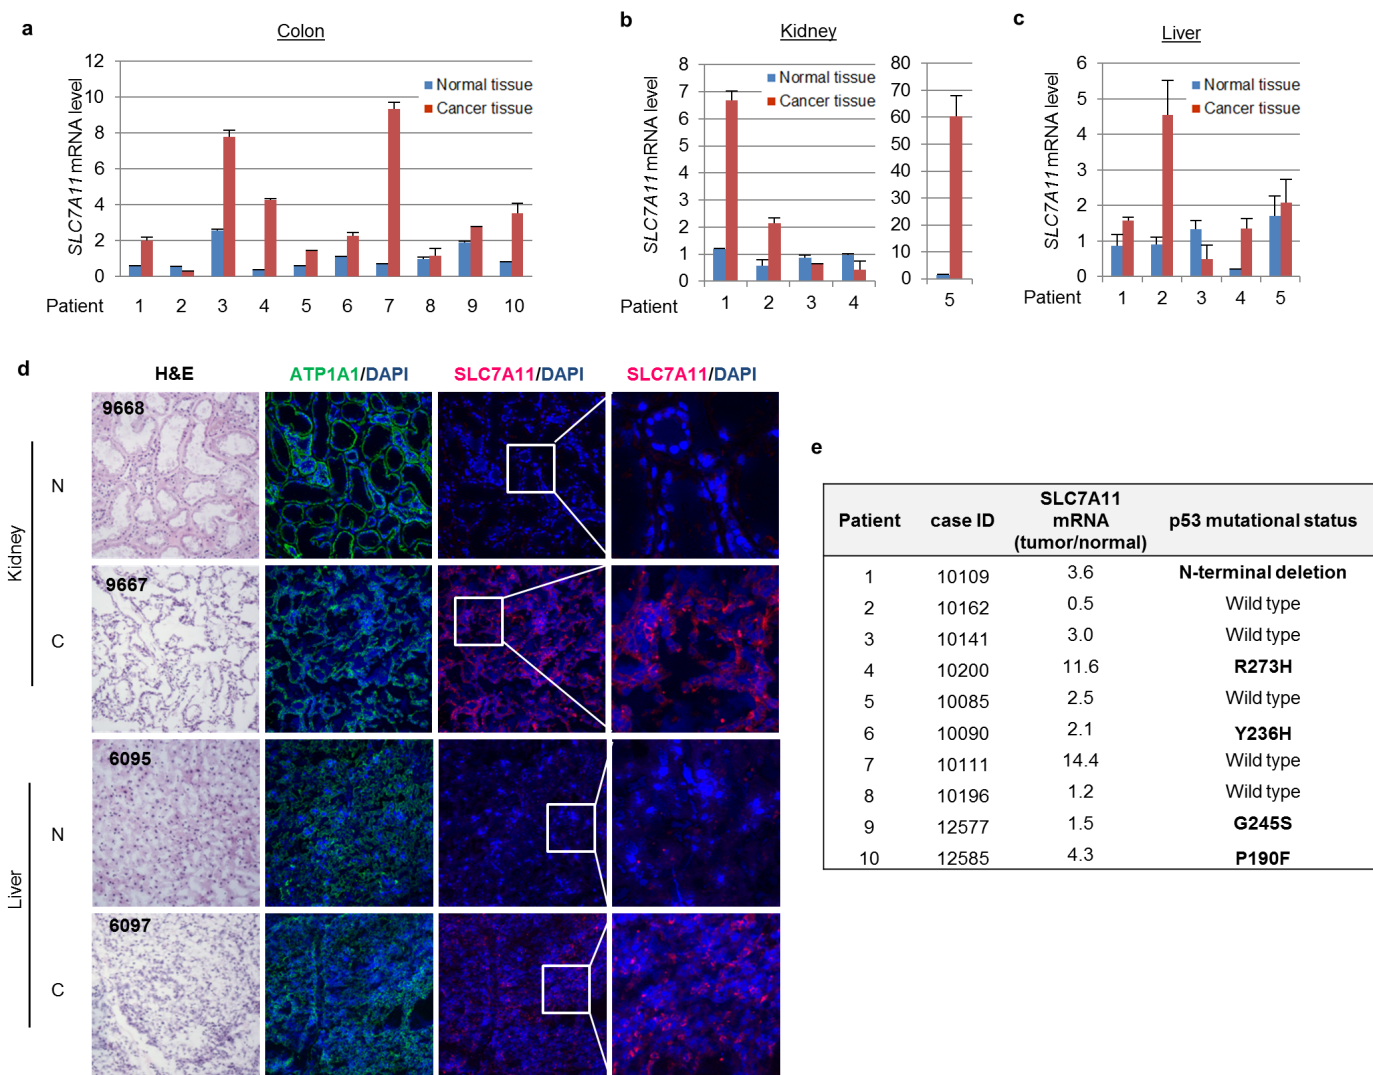 a
Colon
SLC7A11 mRNA level
12
10
8
6
4
2
0
Normal tissue
Cancer tissue
Patient 1 2 3 4 5 6 7 8 9 10
b
Kidney
SLC7A11 mRNA level
8
7
6
5
4
3
2
1
0
Normal tissue
Cancer tissue
Patient 1 2 3 4
80
70
60
50
40
30
20
10
0
5
c
Liver
SLC7A11 mRNA level
6
5
4
3
2
1
0
Normal tissue
Cancer tissue
Patient 1 2 3 4 5
d
H&E ATP1A1/DAPI SLC7A11/DAPI SLC7A11/DAPI
Kidney
N
9668
C
9667
Liver
N
6095
C
6097
e
Patient case ID SLC7A11 mRNA (tumor/normal) p53 mutational status
1 10109 3.6 N-terminal deletion
2 10162 0.5 Wild type
3 10141 3.0 Wild type
4 10200 11.6 R273H
5 10085 2.5 Wild type
6 10090 2.1 Y236H
7 10111 14.4 Wild type
8 10196 1.2 Wild type
9 12577 1.5 G245S
10 12585 4.3 P190F